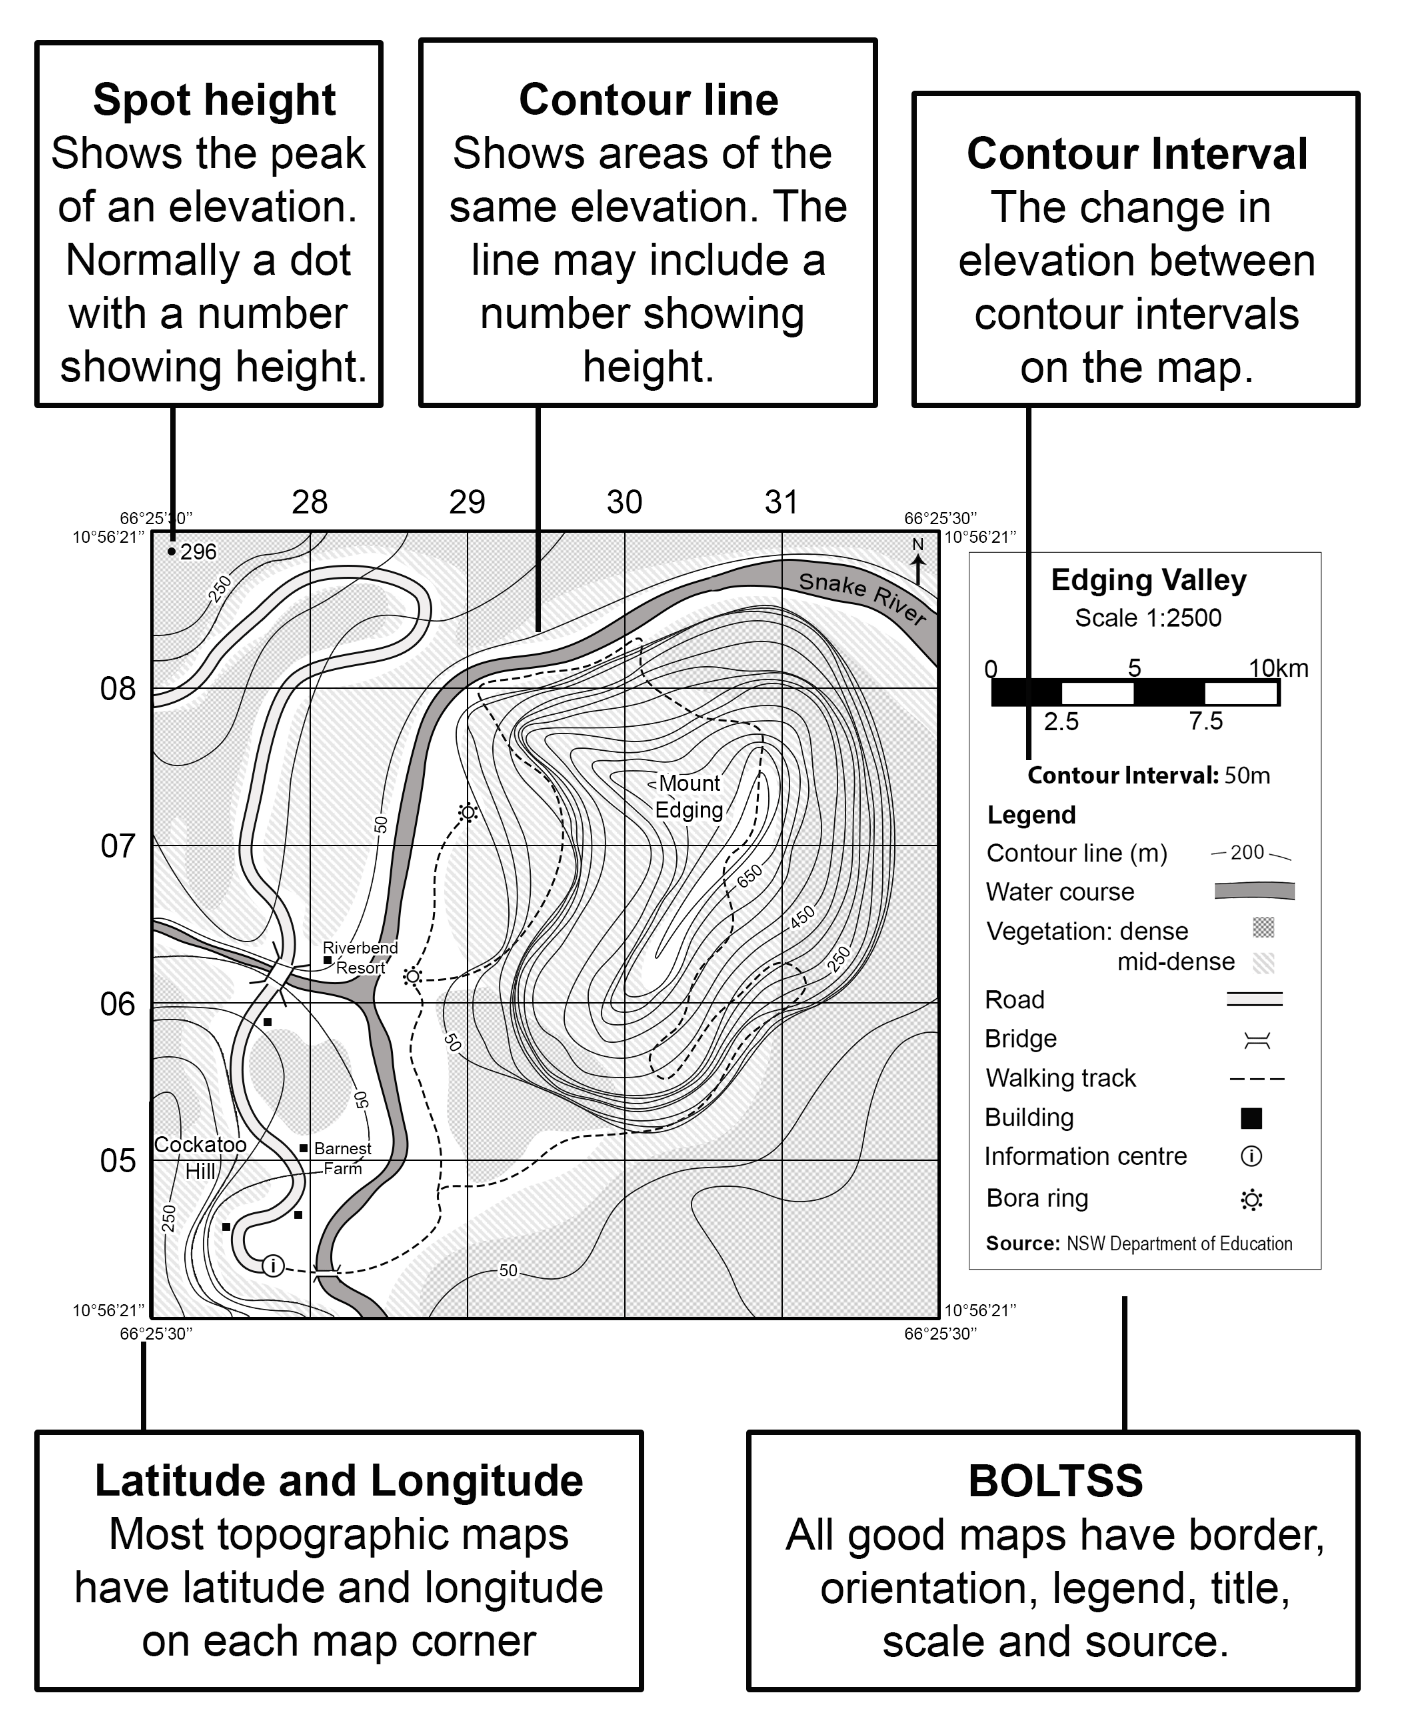 Spot height
Shows the peak
of an elevation.
Normally a dot
with a number
showing height.
Contour line
Shows areas of the
same elevation. The
line may include a
number showing
height.
Contour Interval
The change in
elevation between
contour intervals
on the map.
28
29
30
31
66°25'30"
66°25'30"
10°56'21"
10°56'21"
296
N
250
Snake River
08
Mount
Edging
50
07
650
450
250
Riverbend
Resort
06
50
50
Cockatoo
Hill
Barnest
Farm
05
250
i
50
10°56'21"
10°56'21"
66°25'30"
66°25'30"
Edging Valley
Scale 1:2500
0 5 10km
2.5 7.5
Contour Interval: 50m
Legend
Contour line (m) 200
Water course
Vegetation: dense
mid-dense
Road
Bridge
Walking track
Building
Information centre i
Bora ring
Source: NSW Department of Education
Latitude and Longitude
Most topographic maps
have latitude and longitude
on each map corner
BOLTSS
All good maps have border,
orientation, legend, title,
scale and source.